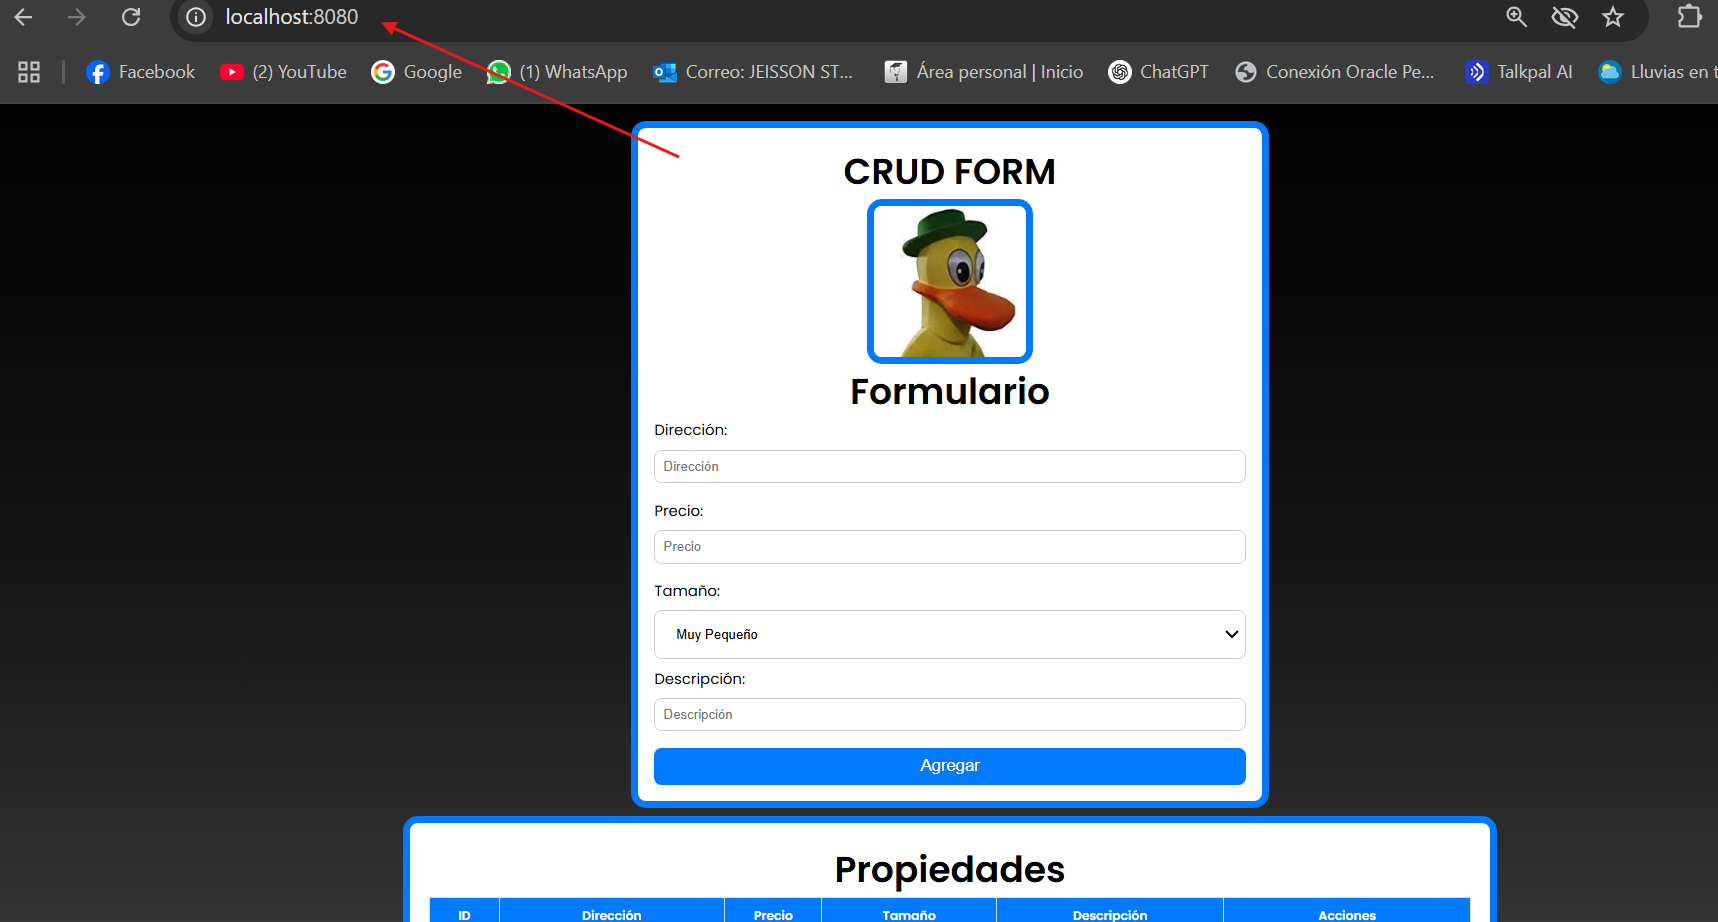 localhost:8080
Facebook (2) YouTube Google (1) WhatsApp Correo: JEISSON ST... Área personal | Inicio ChatGPT Conexión Oracle Pe... Talkpal AI Lluvias en t
CRUD FORM
Formulario
Dirección:
Dirección
Precio:
Precio
Tamaño:
Muy Pequeño
Descripción:
Descripción
Agregar
Propiedades
ID Dirección Precio Tamaño Descripción Acciones